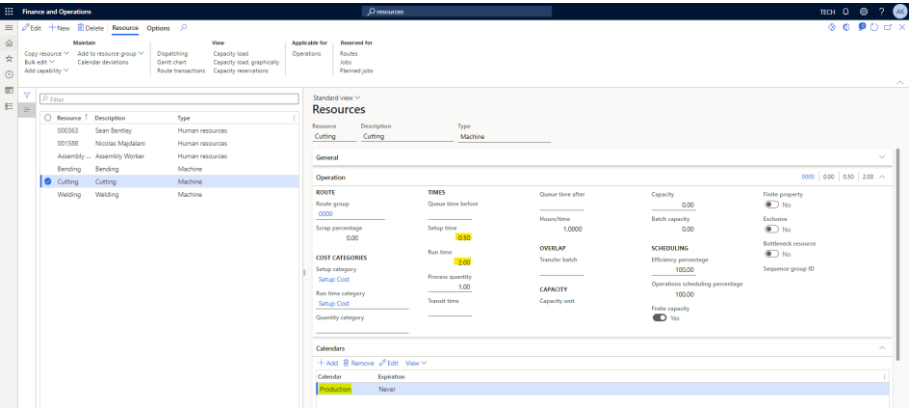 Finance and Operations
resources
TECH
?
AK
Edit
New
Delete
Resource
Options
Maintain
Copy resource
Bulk edit
Add capability
Add to resource group
Calendar deviations
View
Dispatching
Gantt chart
Route transactions
Capacity load
Capacity load, graphically
Capacity reservations
Applicable for
Operations
Reserved for
Routes
Jobs
Planned jobs
Filter
Resource ↑ Description Type
000363 Sean Bentley Human resources
001588 Nicolas Majdalani Human resources
Assembly ... Assembly Worker Human resources
Bending Bending Machine
Cutting Cutting Machine
Welding Welding Machine
Standard view
Resources
Resource Description Type
Cutting Cutting Machine
General
Operation 0000 0.00 0.50 2.00
ROUTE
Route group
0000
Scrap percentage
0.00
COST CATEGORIES
Setup category
Setup Cost
Run time category
Setup Cost
Quantity category
TIMES
Queue time before
Setup time
0.50
Run time
2.00
Process quantity
1.00
Transit time
Queue time after
Hours/time
1.0000
OVERLAP
Transfer batch
CAPACITY
Capacity unit
Capacity
0.00
Batch capacity
0.00
SCHEDULING
Efficiency percentage
100.00
Operations scheduling percentage
100.00
Finite capacity
Yes
Finite property
No
Exclusive
No
Bottleneck resource
No
Sequence group ID
Calendars
Add Remove Edit View
Calendar Expiration
Production Never